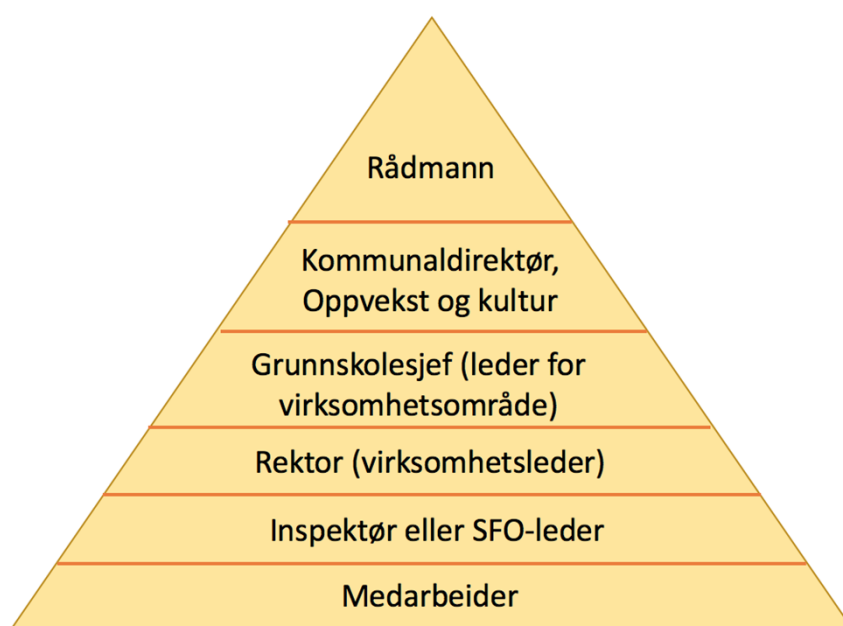 Rådmann
Kommunaldirektør,
Oppvekst og kultur
Grunnskolesjef (leder for
virksomhetsområde)
Rektor (virksomhetsleder)
Inspektør eller SFO-leder
Medarbeider